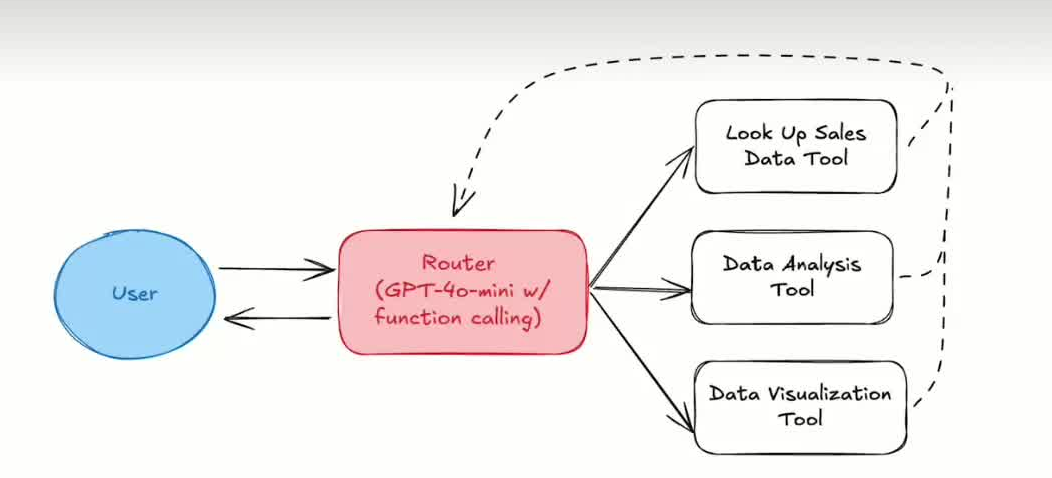 User
Router
(GPT-4o-mini w/
function calling)
Look Up Sales
Data Tool
Data Analysis
Tool
Data Visualization
Tool